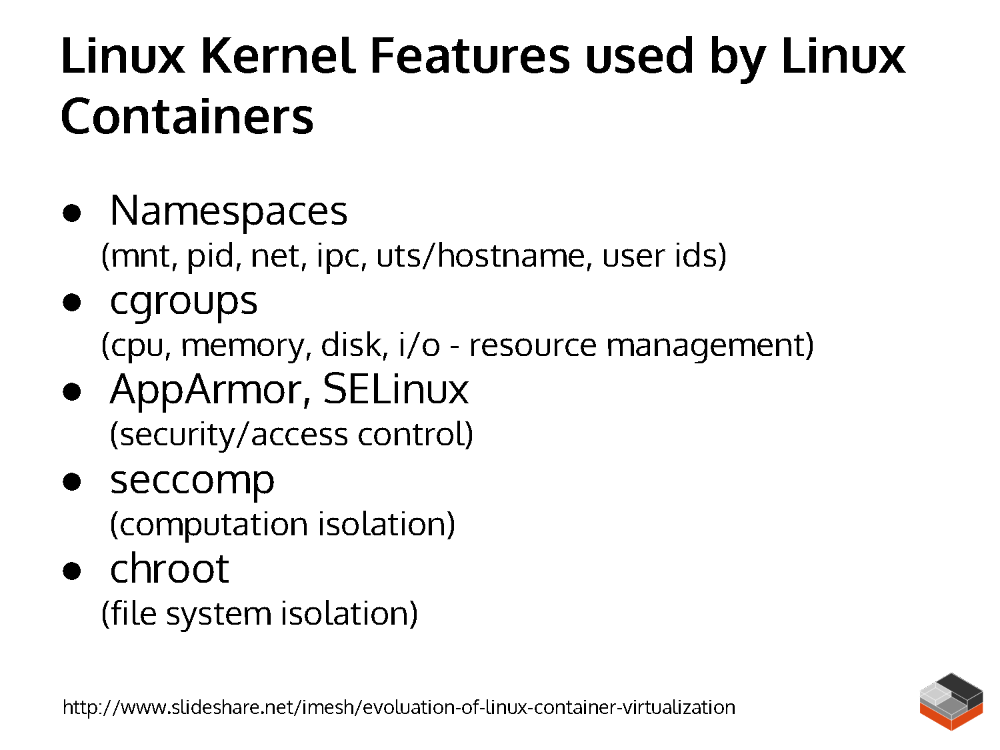 Linux Kernel Features used by Linux
Containers
● Namespaces
(mnt, pid, net, ipc, uts/hostname, user ids)
● cgroups
(cpu, memory, disk, i/o - resource management)
● AppArmor, SELinux
(security/access control)
● seccomp
(computation isolation)
● chroot
(file system isolation)
http://www.slideshare.net/imesh/evoluation-of-linux-container-virtualization